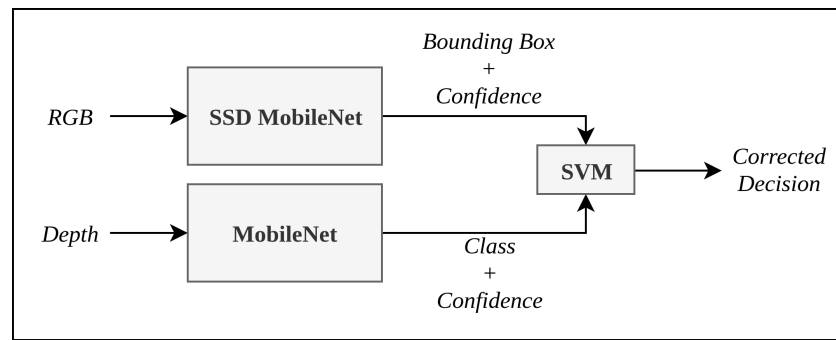 Bounding Box
+
Confidence
RGB
SSD MobileNet
SVM
Corrected
Decision
Depth
MobileNet
Class
+
Confidence